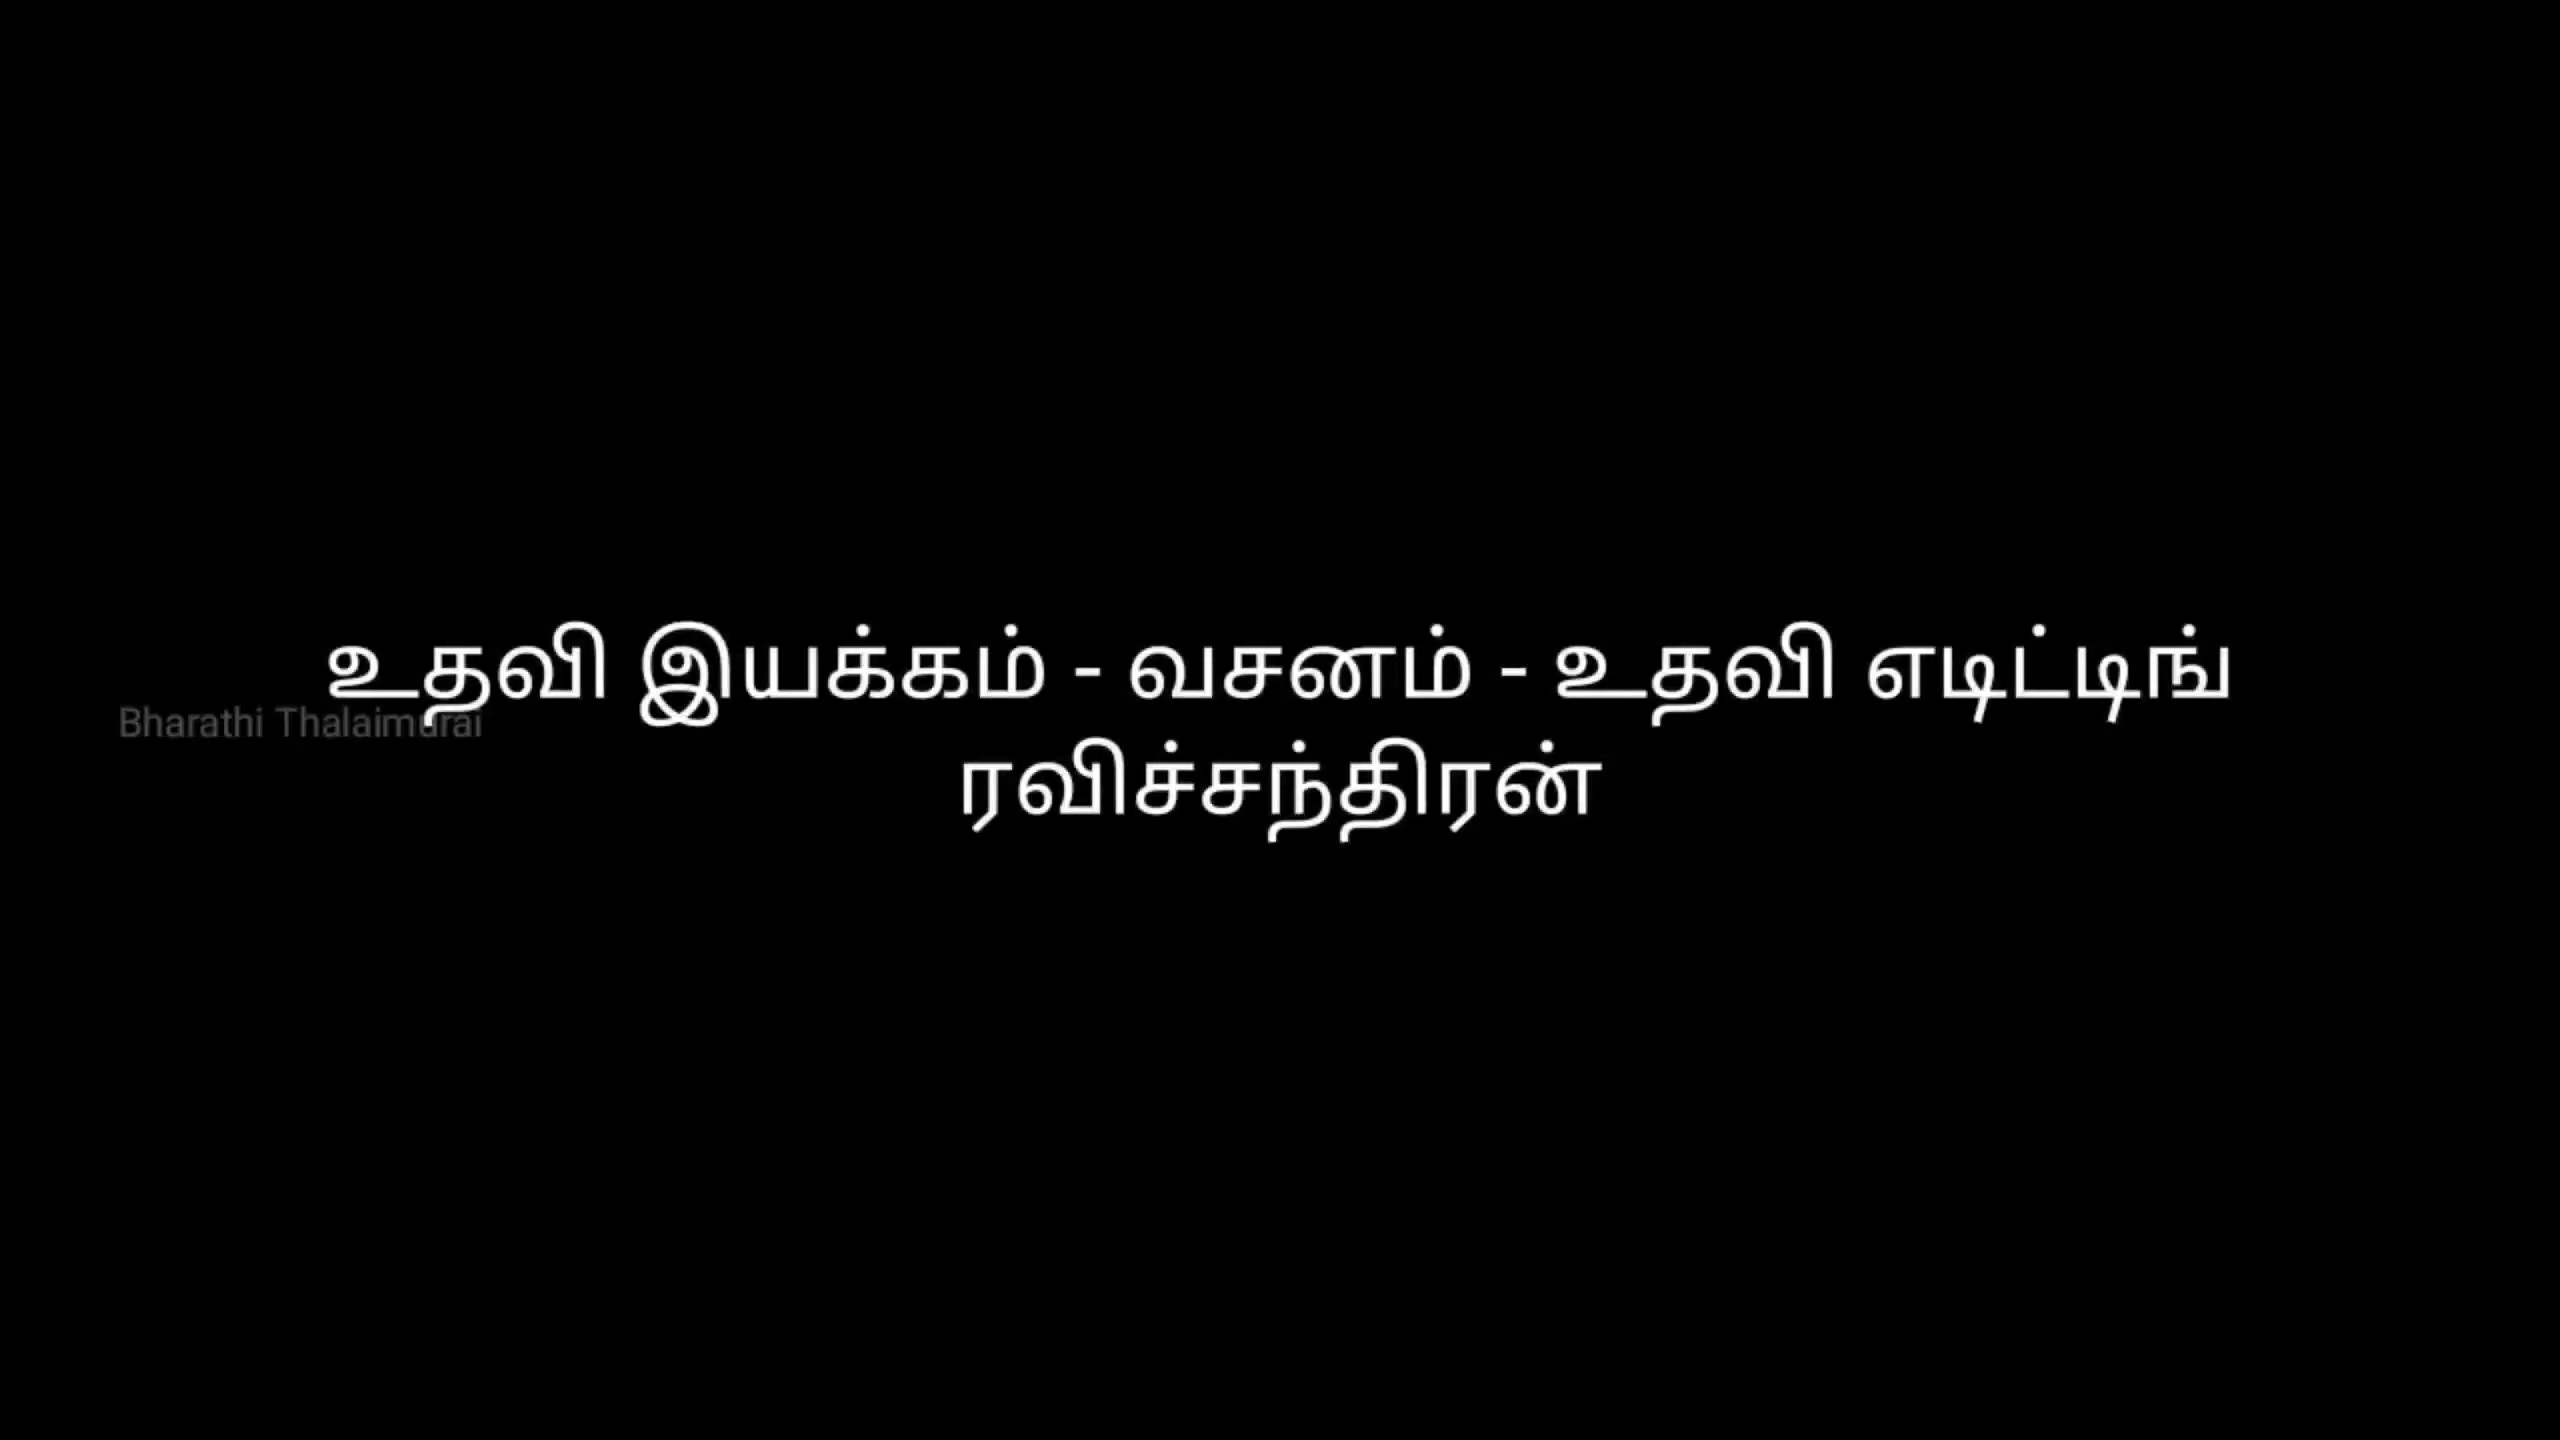 உதவி இயக்கம் - வசனம் - உதவி எடிட்டிங்
Bharathi Thalaimurai
ரவிச்சந்திரன்